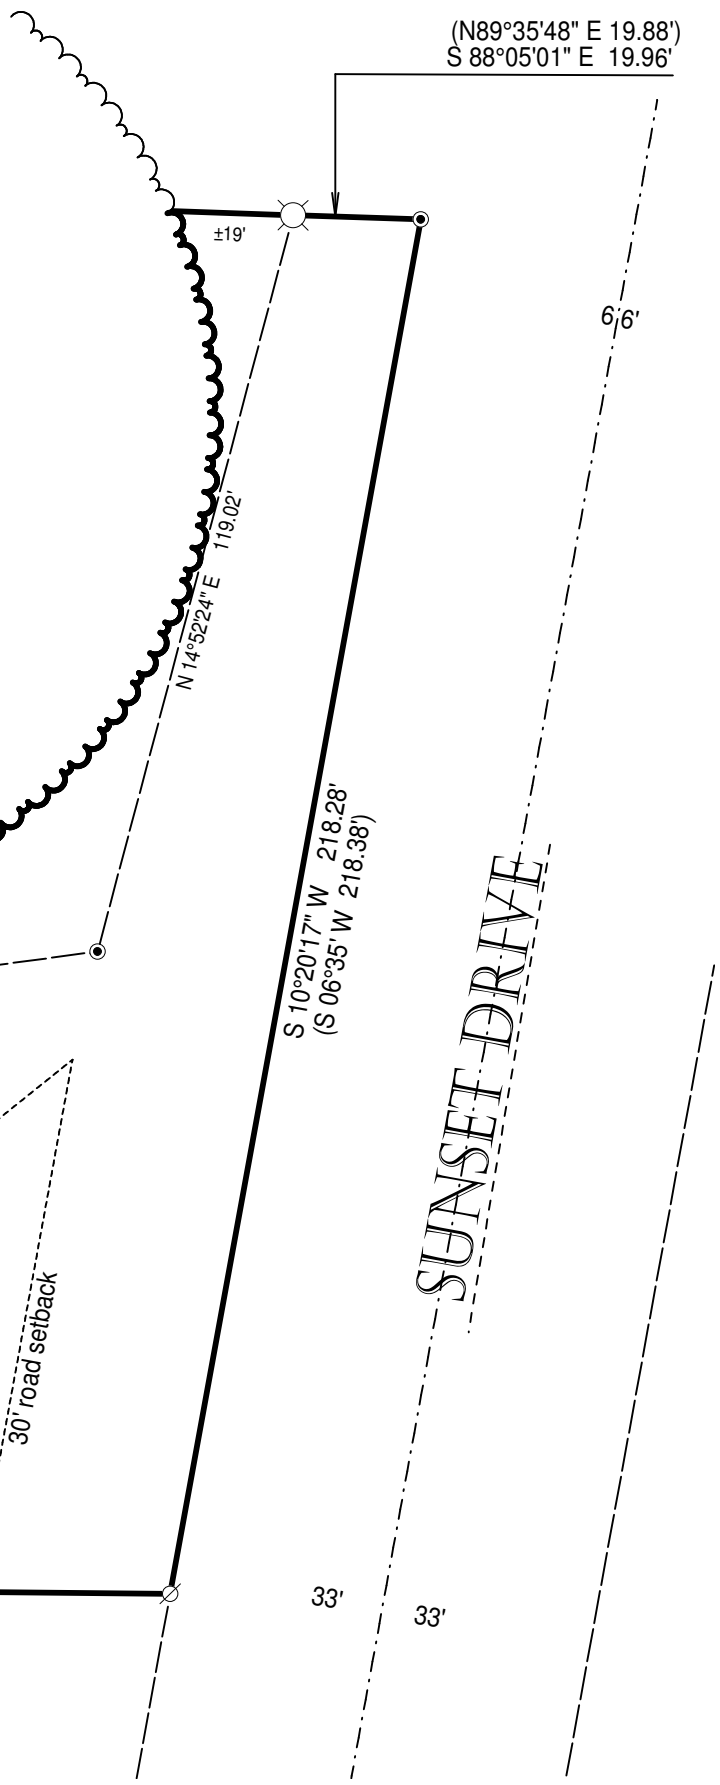 (N89°35'48" E 19.88')
S 88°05'01" E 19.96'
±19'
66'
N 14°52'24" E 119.02'
S 10°20'17" W 218.28'
(S 06°35' W 218.38')
SUNSET DRIVE
30' road setback
33'
33'